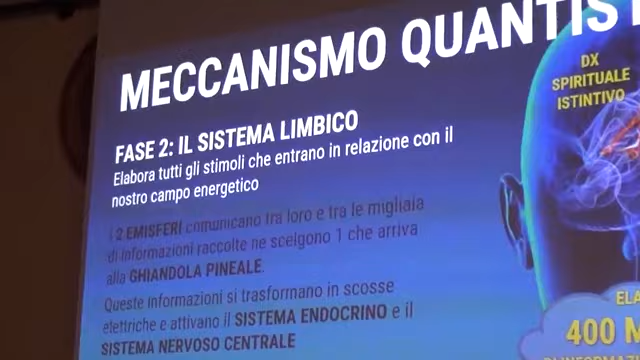 MECCANISMO
FASE 2: IL SISTEMA LIMBICO
Elabora tutti gli stimoli che entrano in relazione con il
nostro campo energetico
I 2 EMISFERI comunicano tra loro e tra le migliaia
di informazioni raccolte ne scelgono 1 che arriva
alla GHIANDOLA PINEALE.
Queste informazioni si trasformano in scosse
elettriche e attivano il SISTEMA ENDOCRINO e il
SISTEMA NERVOSO CENTRALE
DX
SPIRITUALE
ISTINTIVO
400